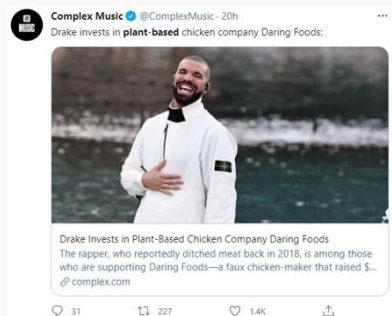 Complex Music @ComplexMusic · 20h
Drake invests in plant-based chicken company Daring Foods:
MUSIC
Drake Invests in Plant-Based Chicken Company Daring Foods
The rapper, who reportedly ditched meat back in 2018, is among those
who are supporting Daring Foods—a faux chicken-maker that raised $...
complex.com
31 227 1.4K